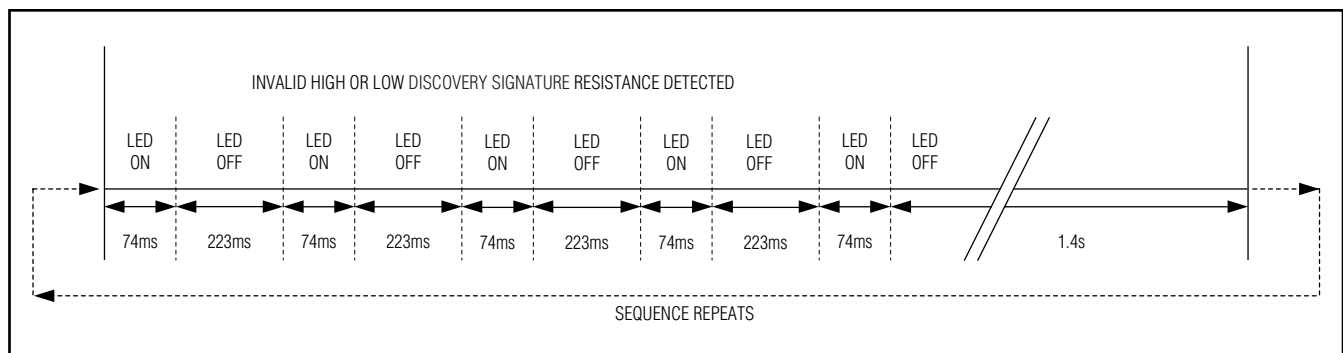 INVALID HIGH OR LOW DISCOVERY SIGNATURE RESISTANCE DETECTED
LED ON
LED OFF
LED ON
LED OFF
LED ON
LED OFF
LED ON
LED OFF
LED ON
LED OFF
74ms
223ms
74ms
223ms
74ms
223ms
74ms
223ms
74ms
1.4s
SEQUENCE REPEATS